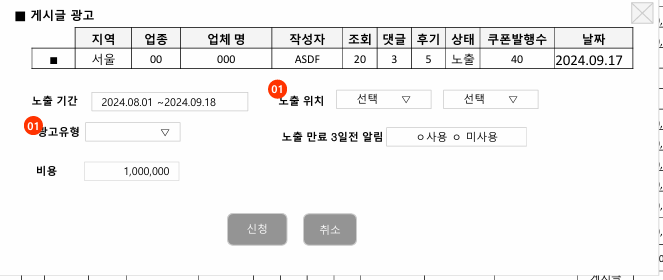 ■ 게시글 광고
지역 업종 업체 명 작성자 조회 댓글 후기 상태 쿠폰발행수 날짜
■ 서울 00 000 ASDF 20 3 5 노출 40 2024.09.17
노출 기간 2024.08.01 ~2024.09.18
01 노출 위치 선택 ▽ 선택 ▽
01 광고유형 ▽
노출 만료 3일전 알림 ㅇ사용 ㅇ 미사용
비용 1,000,000
신청 취소